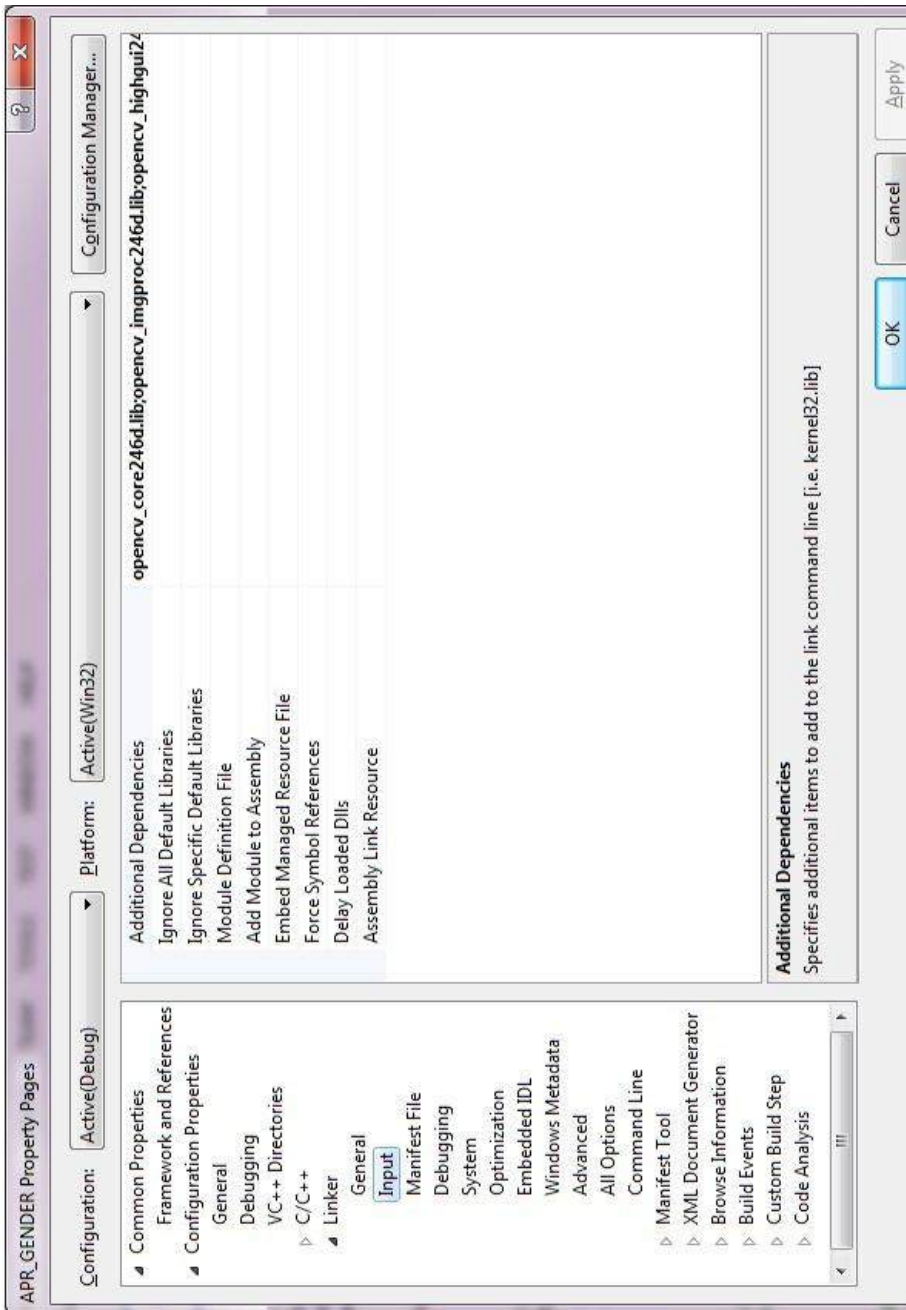 APR_GENDER Property Pages
?
Configuration: Active(Debug) Platform: Active(Win32) Configuration Manager...
Common Properties
Framework and References
Configuration Properties
General
Debugging
VC++ Directories
C/C++
Linker
General
Input
Manifest File
Debugging
System
Optimization
Embedded IDL
Windows Metadata
Advanced
All Options
Command Line
Manifest Tool
XML Document Generator
Browse Information
Build Events
Custom Build Step
Code Analysis
Additional Dependencies opencv_core246d.lib;opencv_imgproc246d.lib;opencv_highgui24
Ignore All Default Libraries
Ignore Specific Default Libraries
Module Definition File
Add Module to Assembly
Embed Managed Resource File
Force Symbol References
Delay Loaded Dlls
Assembly Link Resource
Additional Dependencies
Specifies additional items to add to the link command line [i.e. kernel32.lib]
OK Cancel Apply